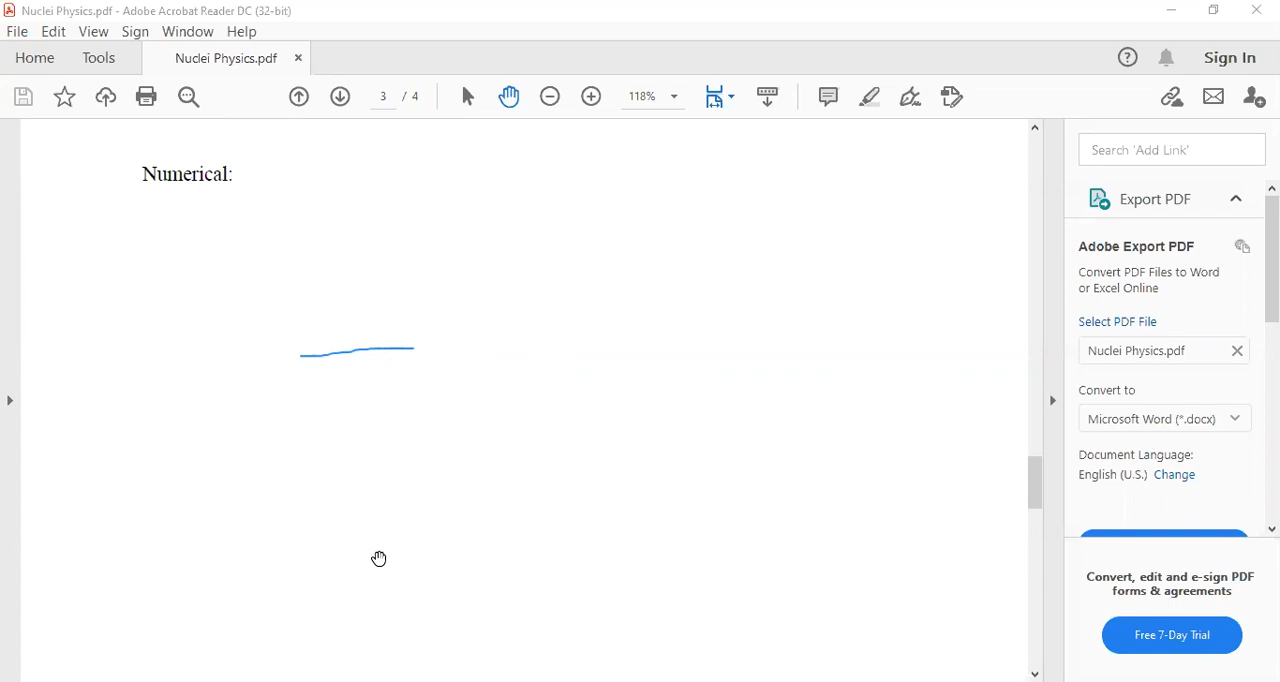 Nuclei Physics.pdf - Adobe Acrobat Reader DC (32-bit)
File Edit View Sign Window Help
Home Tools Nuclei Physics.pdf × Sign In
3 / 4 118%
Numerical:
Search 'Add Link'
Export PDF
Adobe Export PDF
Convert PDF Files to Word
or Excel Online
Select PDF File
Nuclei Physics.pdf
Convert to
Microsoft Word (*.docx)
Document Language:
English (U.S.) Change
Convert, edit and e-sign PDF
forms & agreements
Free 7-Day Trial